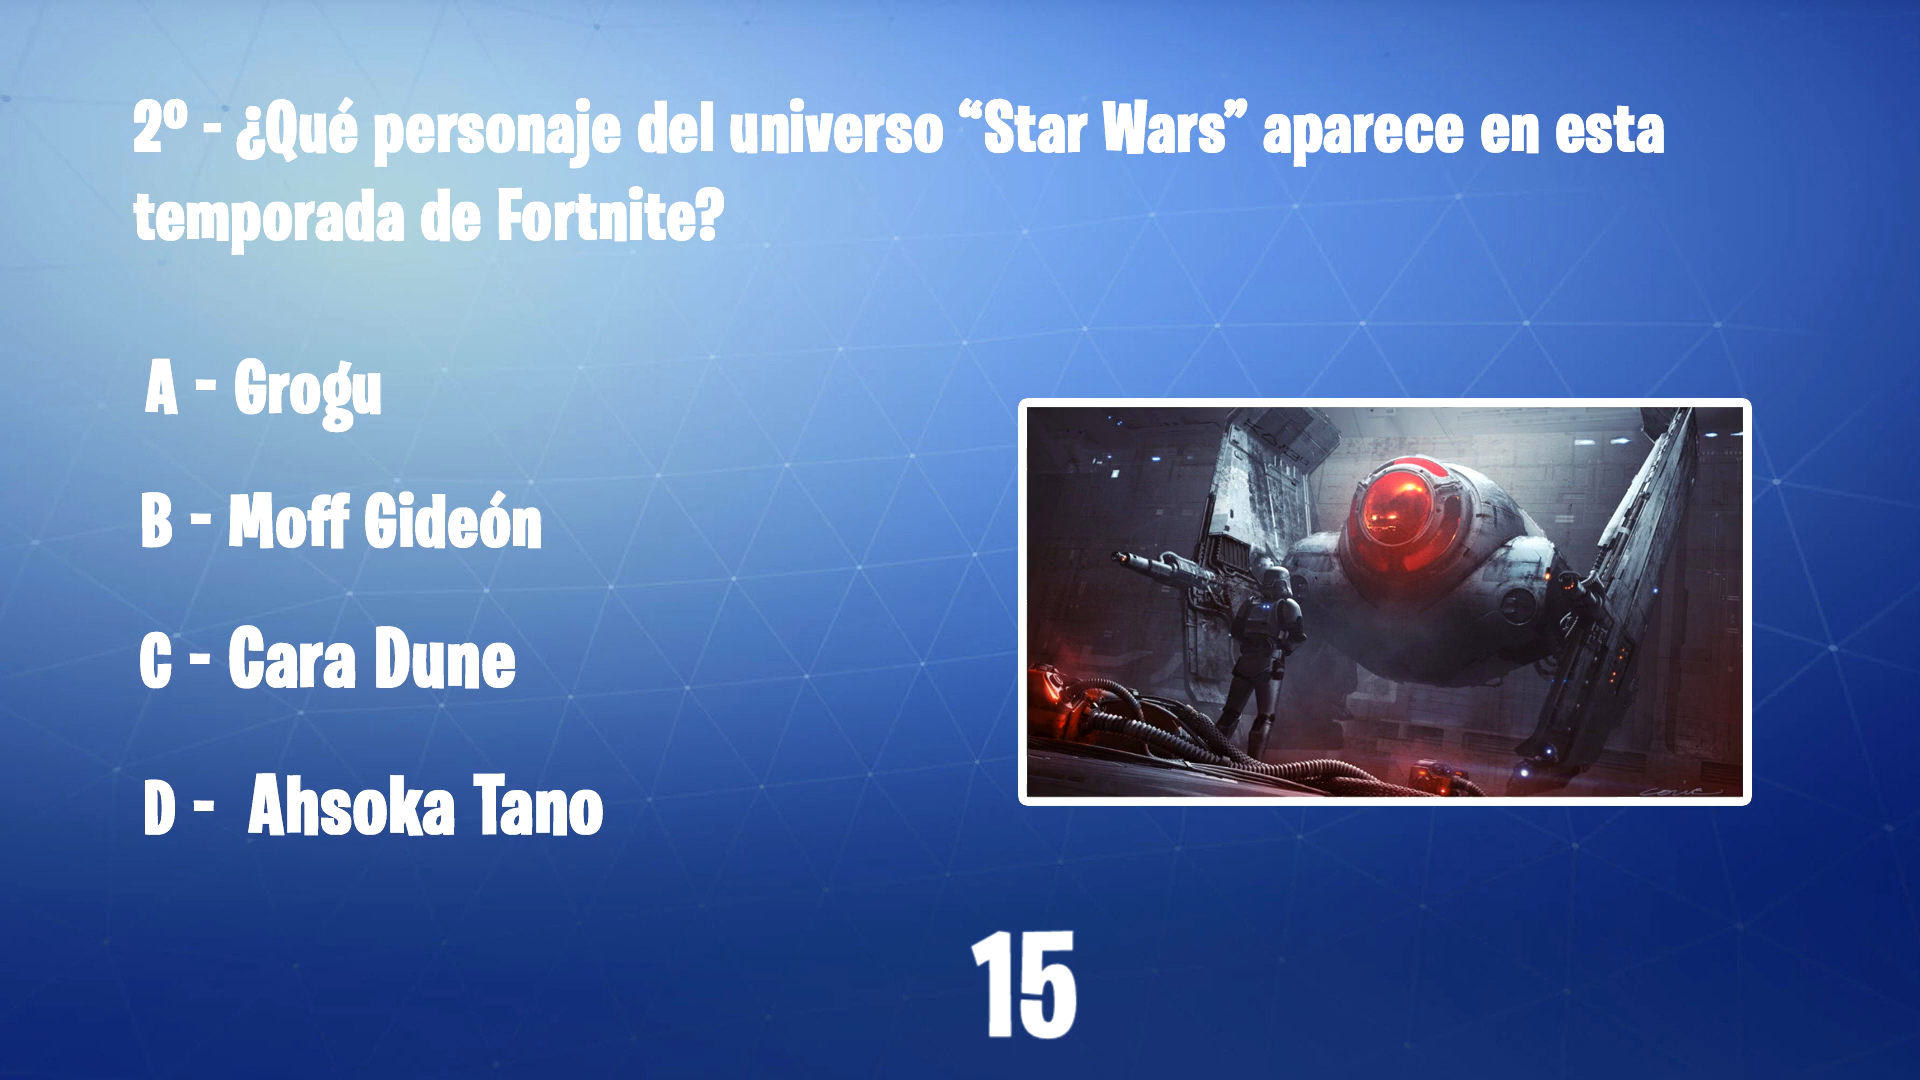 2º - ¿Qué personaje del universo “Star Wars” aparece en esta
temporada de Fortnite?
A - Grogu
B - Moff Gideón
C - Cara Dune
D - Ahsoka Tano
15